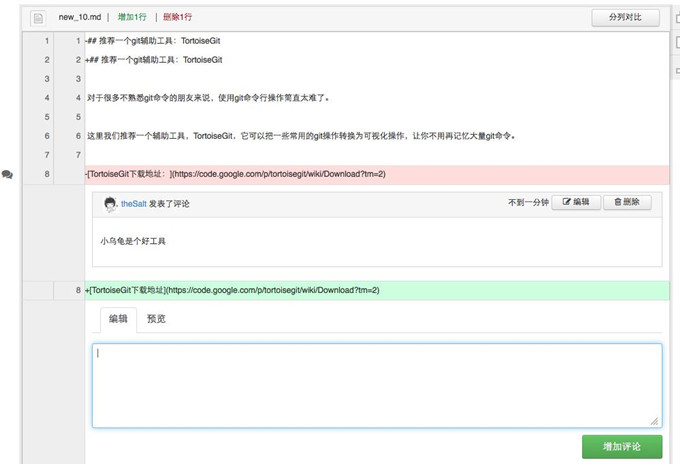 new_10.md | 增加1行 | 删除1行 分列对比
1 1 -## 推荐一个git辅助工具：TortoiseGit
2 2 +## 推荐一个git辅助工具：TortoiseGit
3 3
4 4 对于很多不熟悉git命令的朋友来说，使用git命令行操作简直太难了。
5 5
6 6 这里我们推荐一个辅助工具，TortoiseGit，它可以把一些常用的git操作转换为可视化操作，让你不用再记忆大量git命令。
7 7
8 -[TortoiseGit下载地址：](https://code.google.com/p/tortoisegit/wiki/Download?tm=2)
theSalt 发表了评论 不到一分钟 编辑 删除
小乌龟是个好工具
8 +[TortoiseGit下载地址](https://code.google.com/p/tortoisegit/wiki/Download?tm=2)
编辑 预览
增加评论